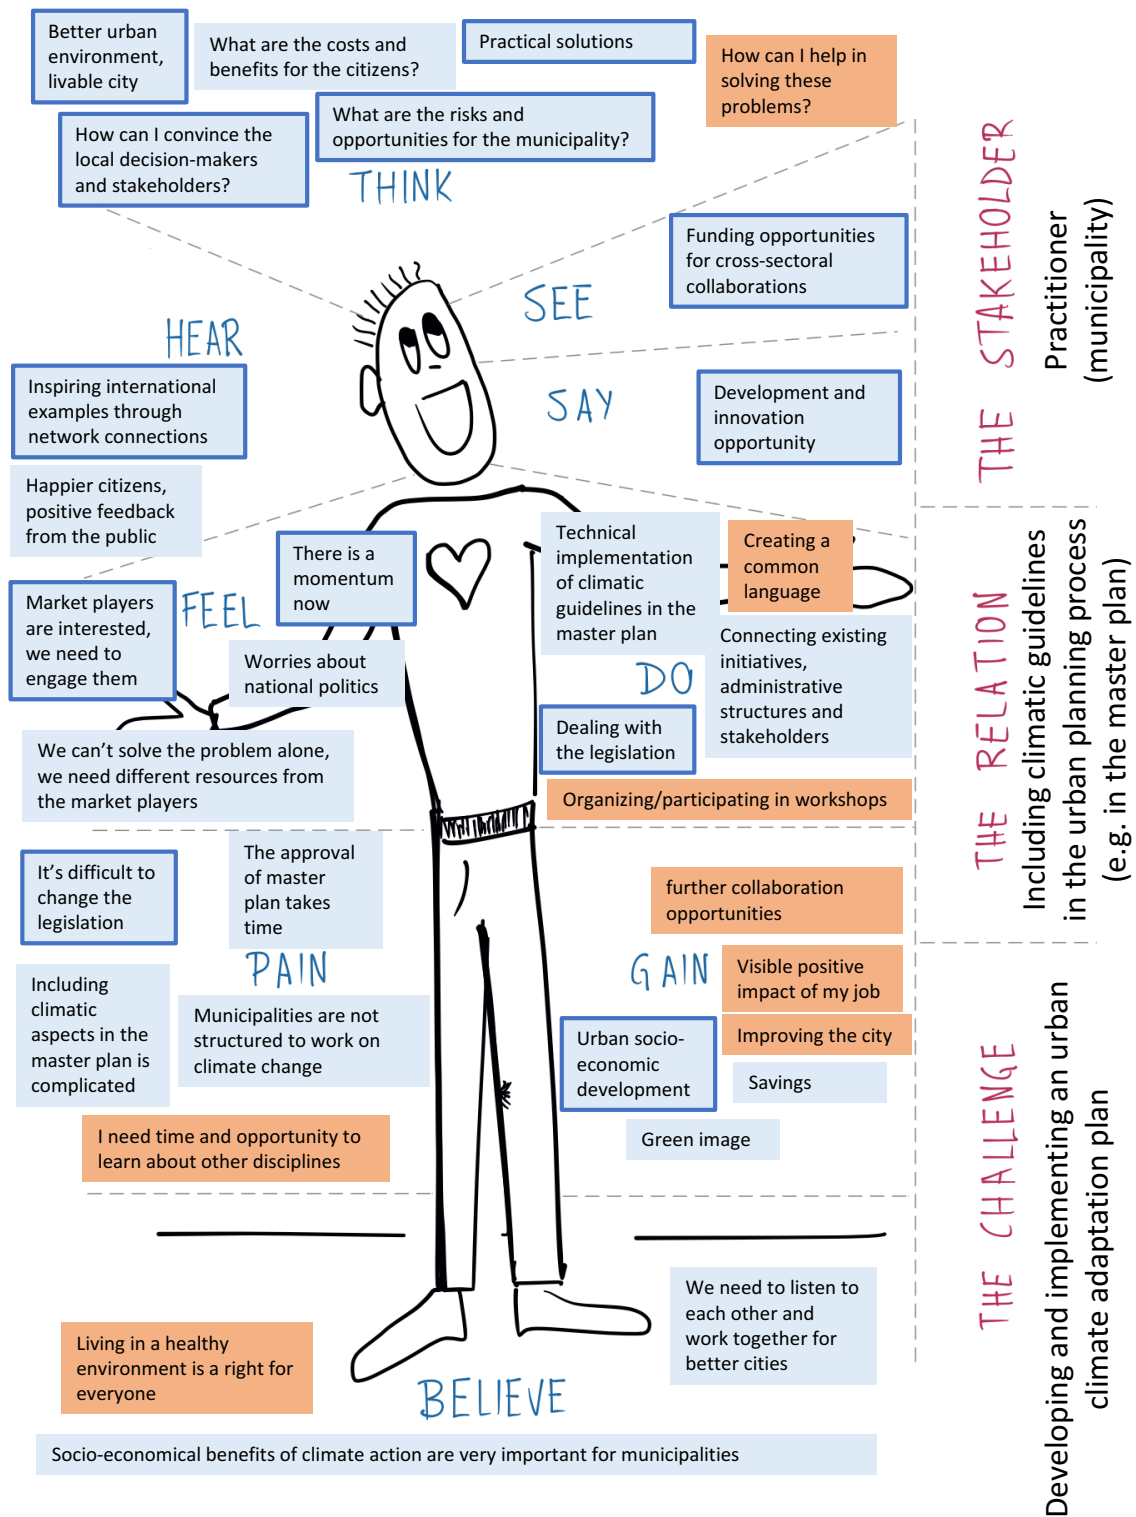 Better urban
environment,
livable city
What are the costs and
benefits for the citizens?
Practical solutions
How can I help in
solving these
problems?
How can I convince the
local decision-makers
and stakeholders?
What are the risks and
opportunities for the municipality?
THINK
Funding opportunities
for cross-sectoral
collaborations
SEE
HEAR
Inspiring international
examples through
network connections
Happier citizens,
positive feedback
from the public
SAY
Development and
innovation
opportunity
Market players
are interested,
we need to
engage them
FEEL
There is a
momentum
now
Worries about
national politics
We can’t solve the problem alone,
we need different resources from
the market players
Technical
implementation
of climatic
guidelines in the
master plan
Creating a
common
language
Connecting existing
initiatives,
administrative
structures and
stakeholders
DO
Dealing with
the legislation
Organizing/participating in workshops
It’s difficult to
change the
legislation
The approval
of master
plan takes
time
PAIN
Including
climatic
aspects in the
master plan is
complicated
Municipalities are not
structured to work on
climate change
I need time and opportunity to
learn about other disciplines
further collaboration
opportunities
GAIN
Visible positive
impact of my job
Improving the city
Urban socio-
economic
development
Savings
Green image
We need to listen to
each other and
work together for
better cities
Living in a healthy
environment is a right for
everyone
BELIEVE
Socio-economical benefits of climate action are very important for municipalities
THE STAKEHOLDER
Practitioner
(municipality)
THE RELATION
Including climatic guidelines
in the urban planning process
(e.g. in the master plan)
THE CHALLENGE
Developing and implementing an urban
climate adaptation plan